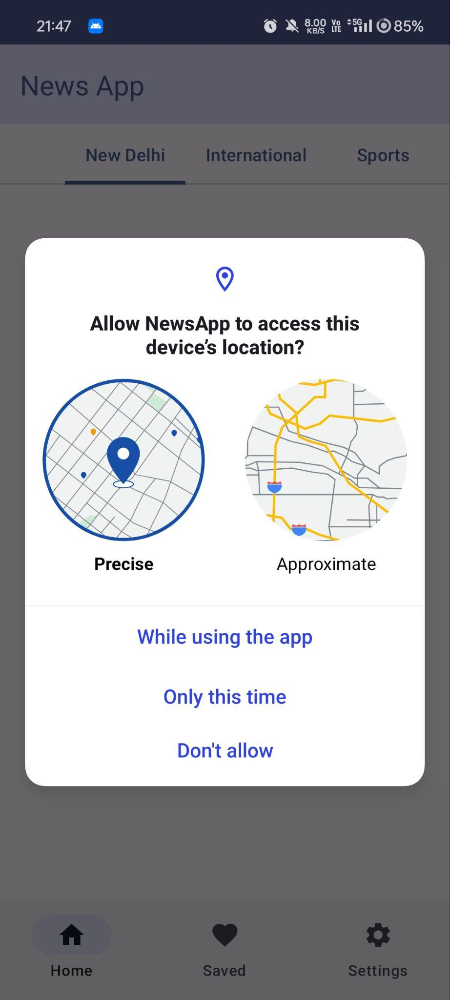 21:47
8.00
KB/S
Vo
LTE
5G
85%
News App
New Delhi
International
Sports
Allow NewsApp to access this
device’s location?
Precise
Approximate
While using the app
Only this time
Don't allow
Home
Saved
Settings